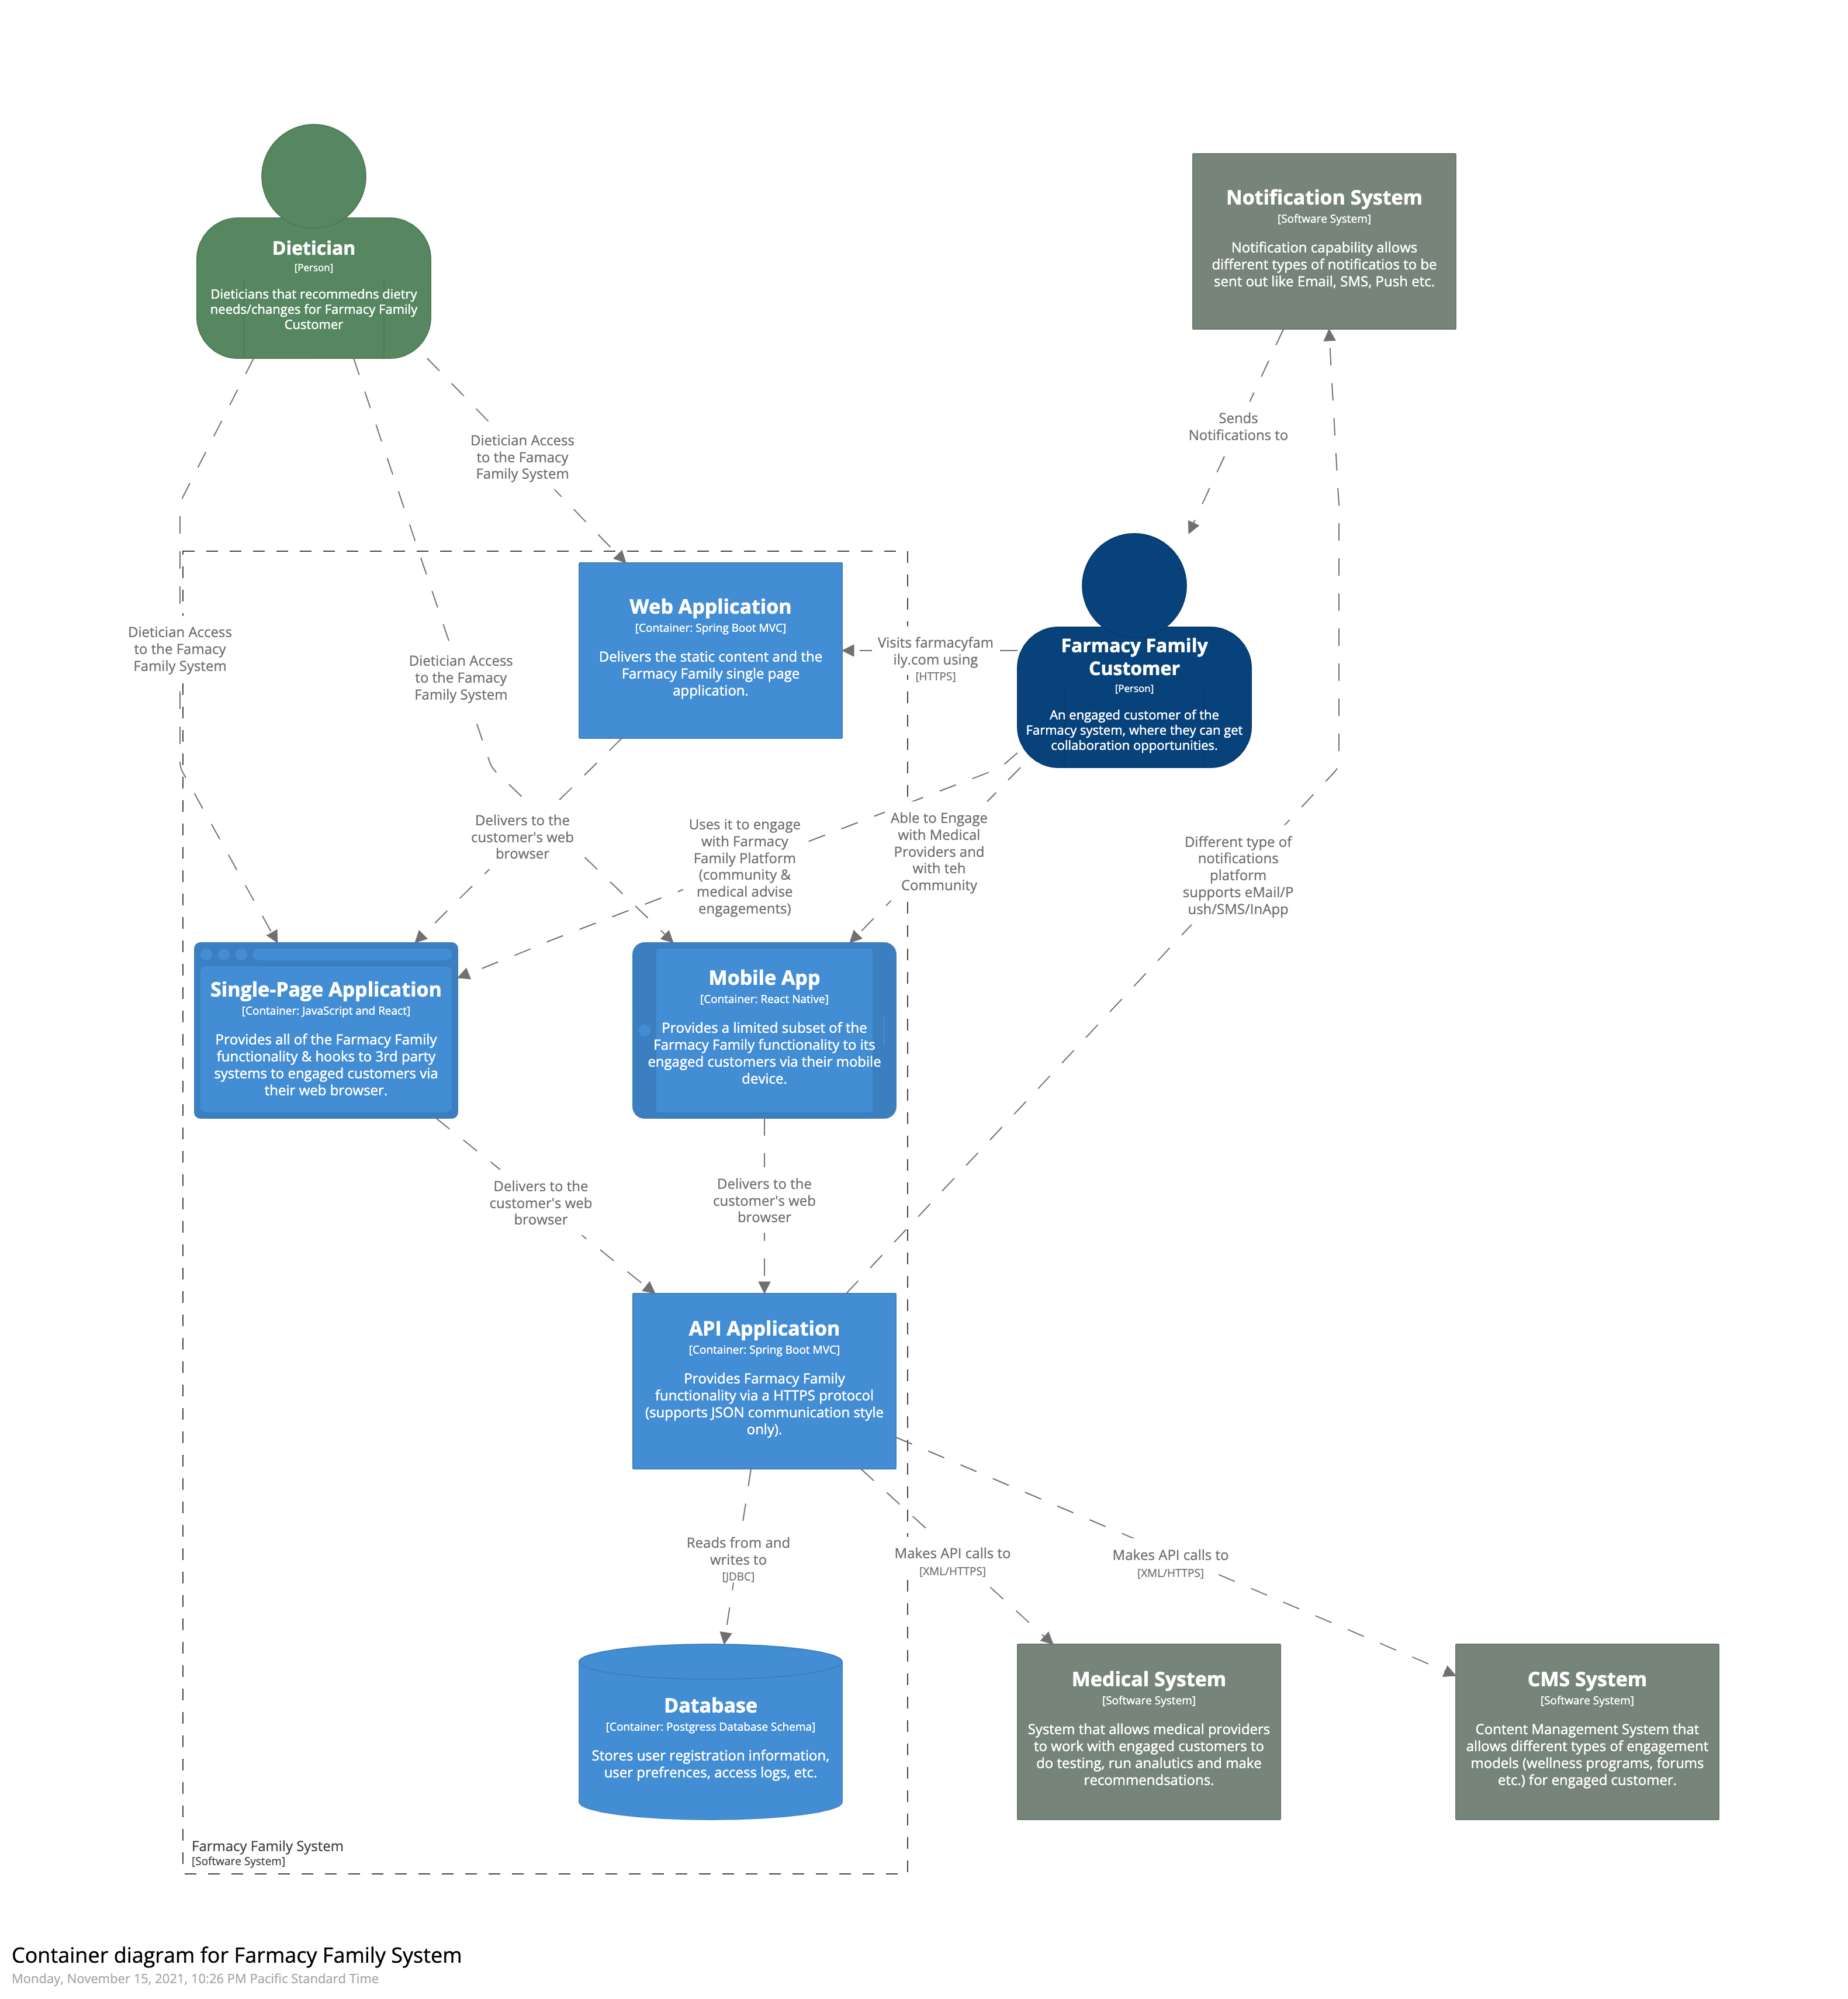 Dietician
[Person]
Dieticians that recommedns dietry
needs/changes for Farmacy Family
Customer
Notification System
[Software System]
Notification capability allows
different types of notificatios to be
sent out like Email, SMS, Push etc.
Sends
Notifications to
Dietician Access
to the Famacy
Family System
Dietician Access
to the Famacy
Family System
Dietician Access
to the Famacy
Family System
Web Application
[Container: Spring Boot MVC]
Delivers the static content and the
Farmacy Family single page
application.
Visits farmacyfam
ily.com using
[HTTPS]
Farmacy Family
Customer
[Person]
An engaged customer of the
Farmacy system, where they can get
collaboration opportunities.
Delivers to the
customer's web
browser
Uses it to engage
with Farmacy
Family Platform
(community &
medical advise
engagements)
Able to Engage
with Medical
Providers and
with teh
Community
Different type of
notifications
platform
supports eMail/P
ush/SMS/InApp
Single-Page Application
[Container: JavaScript and React]
Provides all of the Farmacy Family
functionality & hooks to 3rd party
systems to engaged customers via
their web browser.
Mobile App
[Container: React Native]
Provides a limited subset of the
Farmacy Family functionality to its
engaged customers via their mobile
device.
Delivers to the
customer's web
browser
Delivers to the
customer's web
browser
API Application
[Container: Spring Boot MVC]
Provides Farmacy Family
functionality via a HTTPS protocol
(supports JSON communication style
only).
Reads from and
writes to
[JDBC]
Makes API calls to
[XML/HTTPS]
Makes API calls to
[XML/HTTPS]
Database
[Container: Postgress Database Schema]
Stores user registration information,
user prefrences, access logs, etc.
Medical System
[Software System]
System that allows medical providers
to work with engaged customers to
do testing, run analutics and make
recommendsations.
CMS System
[Software System]
Content Management System that
allows different types of engagement
models (wellness programs, forums
etc.) for engaged customer.
Farmacy Family System
[Software System]
Container diagram for Farmacy Family System
Monday, November 15, 2021, 10:26 PM Pacific Standard Time